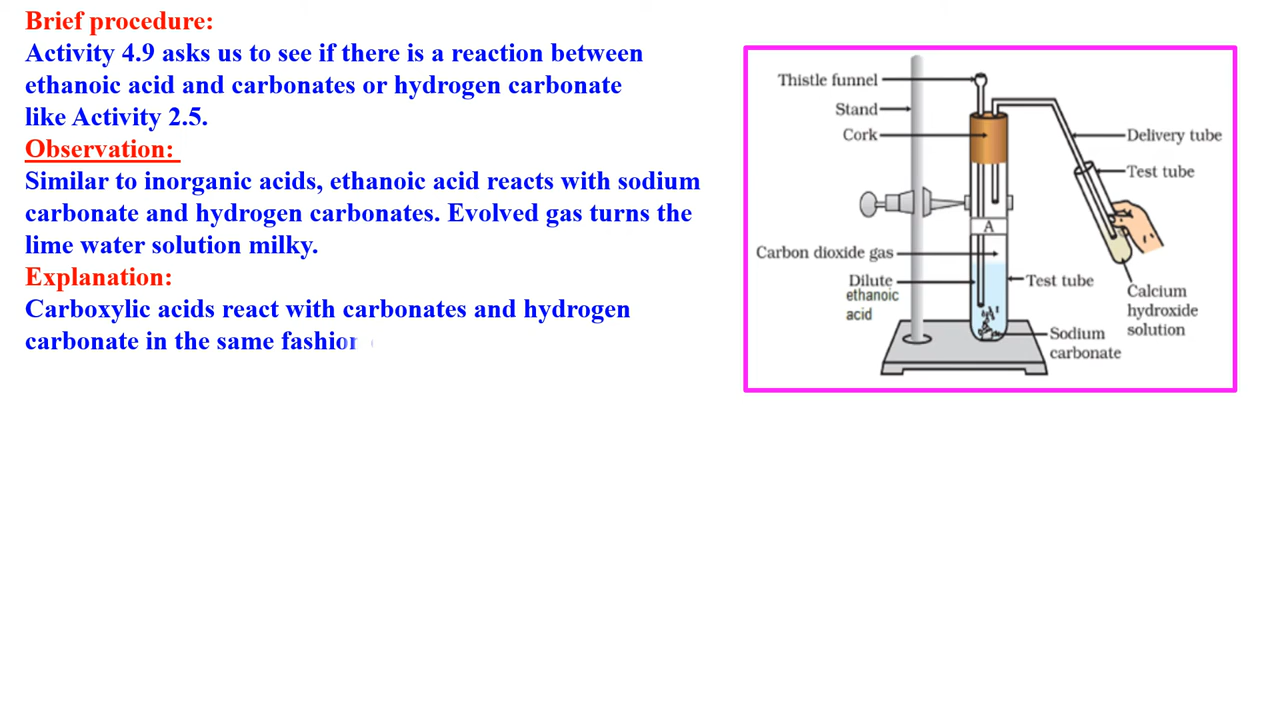 Brief procedure:
Activity 4.9 asks us to see if there is a reaction between
ethanoic acid and carbonates or hydrogen carbonate
like Activity 2.5.
Observation:
Similar to inorganic acids, ethanoic acid reacts with sodium
carbonate and hydrogen carbonates. Evolved gas turns the
lime water solution milky.
Explanation:
Carboxylic acids react with carbonates and hydrogen
carbonate in the same fashion
Thistle funnel
Stand
Cork
Delivery tube
Test tube
A
Carbon dioxide gas
Dilute
ethanoic
acid
Test tube
Calcium
hydroxide
solution
Sodium
carbonate